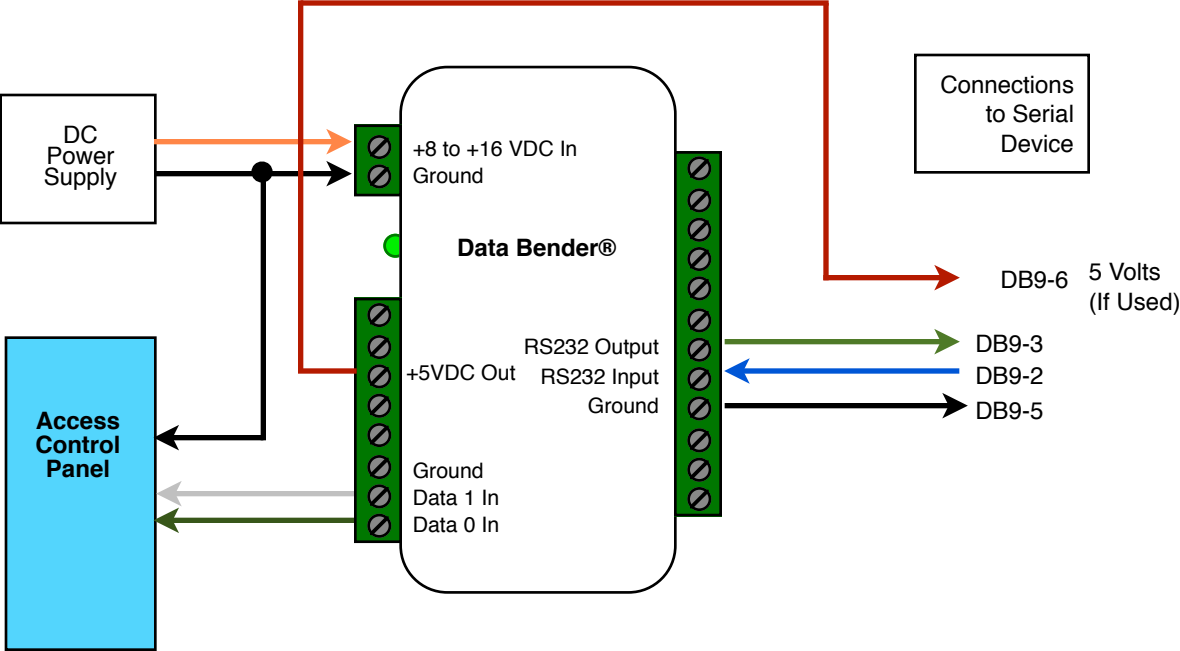 DC
Power
Supply
+8 to +16 VDC In
Ground
Data Bender®
Connections
to Serial
Device
DB9-6
5 Volts
(If Used)
RS232 Output
+5VDC Out
RS232 Input
Ground
DB9-3
DB9-2
DB9-5
Access
Control
Panel
Ground
Data 1 In
Data 0 In